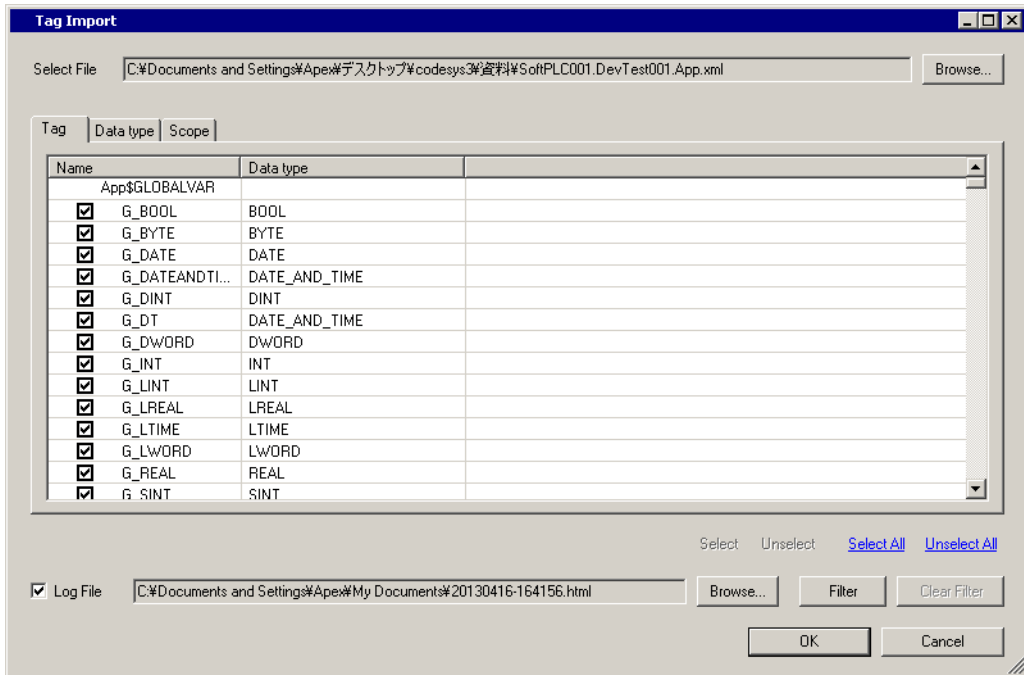 Tag Import
Select File C:¥Documents and Settings¥Apex¥デスクトップ¥codesys3¥資料¥SoftPLC001.DevTest001.App.xml Browse...
Tag Data type Scope
Name Data type
App$GLOBALVAR
G_BOOL BOOL
G_BYTE BYTE
G_DATE DATE
G_DATEANDTI... DATE_AND_TIME
G_DINT DINT
G_DT DATE_AND_TIME
G_DWORD DWORD
G_INT INT
G_LINT LINT
G_LREAL LREAL
G_LTIME LTIME
G_LWORD LWORD
G_REAL REAL
G_SINT SINT
Select Unselect Select All Unselect All
Log File C:¥Documents and Settings¥Apex¥My Documents¥20130416-164156.html Browse... Filter Clear Filter
OK Cancel